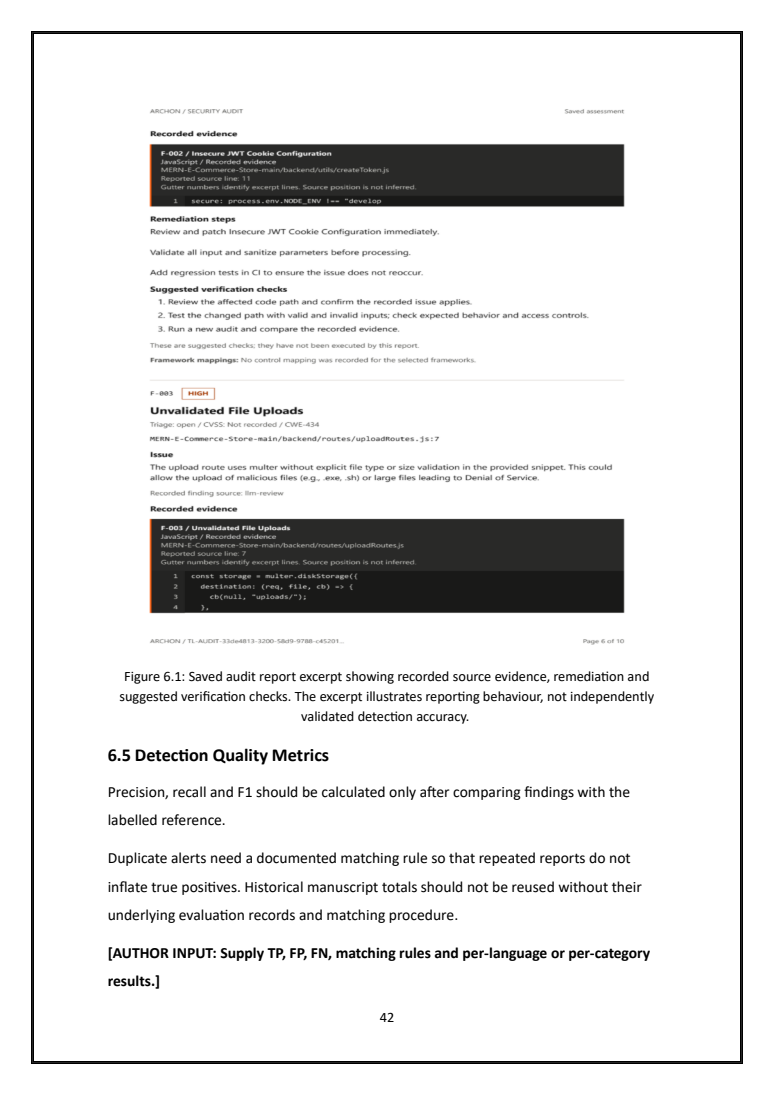 ARCHON / SECURITY AUDIT Saved assessment
Recorded evidence
F-002 / Insecure JWT Cookie Configuration
JavaScript / Recorded evidence
MERN-E-Commerce-Store-main/backend/utils/createToken.js
Reported source line: 11
Gutter numbers identify excerpt lines. Source position is not inferred.
1 secure: process.env.NODE_ENV !== "develop
Remediation steps
Review and patch Insecure JWT Cookie Configuration immediately.
Validate all input and sanitize parameters before processing.
Add regression tests in CI to ensure the issue does not reoccur.
Suggested verification checks
1. Review the affected code path and confirm the recorded issue applies.
2. Test the changed path with valid and invalid inputs; check expected behavior and access controls.
3. Run a new audit and compare the recorded evidence.
These are suggested checks; they have not been executed by this report.
Framework mappings: No control mapping was recorded for the selected frameworks.
F-003 HIGH
Unvalidated File Uploads
Triage: open / CVSS: Not recorded / CWE-434
MERN-E-Commerce-Store-main/backend/routes/uploadRoutes.js:7
Issue
The upload route uses multer without explicit file type or size validation in the provided snippet. This could
allow the upload of malicious files (e.g., .exe, .sh) or large files leading to Denial of Service.
Recorded finding source: llm-review
Recorded evidence
F-003 / Unvalidated File Uploads
JavaScript / Recorded evidence
MERN-E-Commerce-Store-main/backend/routes/uploadRoutes.js
Reported source line: 7
Gutter numbers identify excerpt lines. Source position is not inferred.
1 const storage = multer.diskStorage({
2 destination: (req, file, cb) => {
3 cb(null, "uploads/");
4 },
ARCHON / TL-AUDIT-33de4813-3200-58d9-9788-c45201... Page 6 of 10
Figure 6.1: Saved audit report excerpt showing recorded source evidence, remediation and
suggested verification checks. The excerpt illustrates reporting behaviour, not independently
validated detection accuracy.
6.5 Detection Quality Metrics
Precision, recall and F1 should be calculated only after comparing findings with the
labelled reference.
Duplicate alerts need a documented matching rule so that repeated reports do not
inflate true positives. Historical manuscript totals should not be reused without their
underlying evaluation records and matching procedure.
[AUTHOR INPUT: Supply TP, FP, FN, matching rules and per-language or per-category
results.]
42